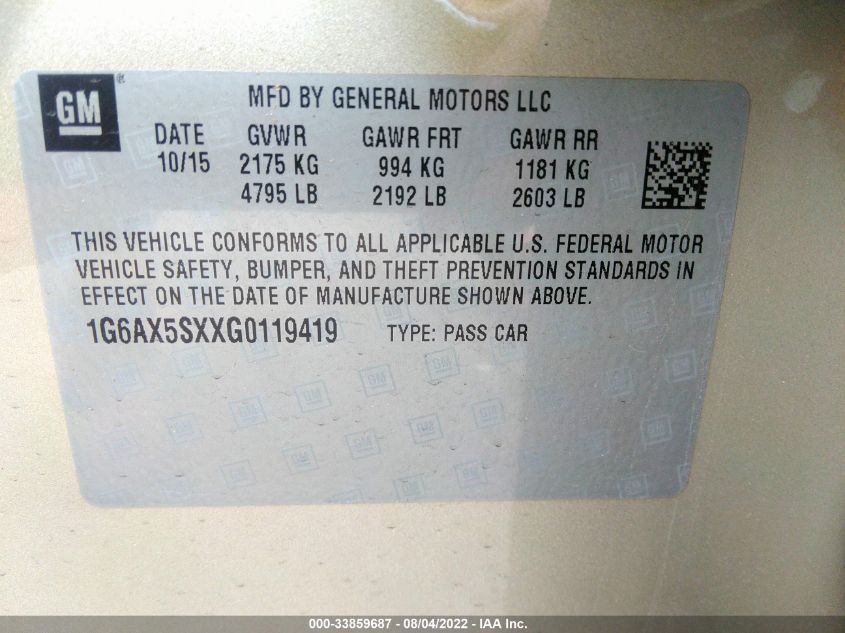 GM ®
MFD BY GENERAL MOTORS LLC
DATE GVWR GAWR FRT GAWR RR
10/15 2175 KG 994 KG 1181 KG
4795 LB 2192 LB 2603 LB
THIS VEHICLE CONFORMS TO ALL APPLICABLE U.S. FEDERAL MOTOR
VEHICLE SAFETY, BUMPER, AND THEFT PREVENTION STANDARDS IN
EFFECT ON THE DATE OF MANUFACTURE SHOWN ABOVE.
1G6AX5SXXG0119419 TYPE: PASS CAR
000-33859687 - 08/04/2022 - IAA Inc.